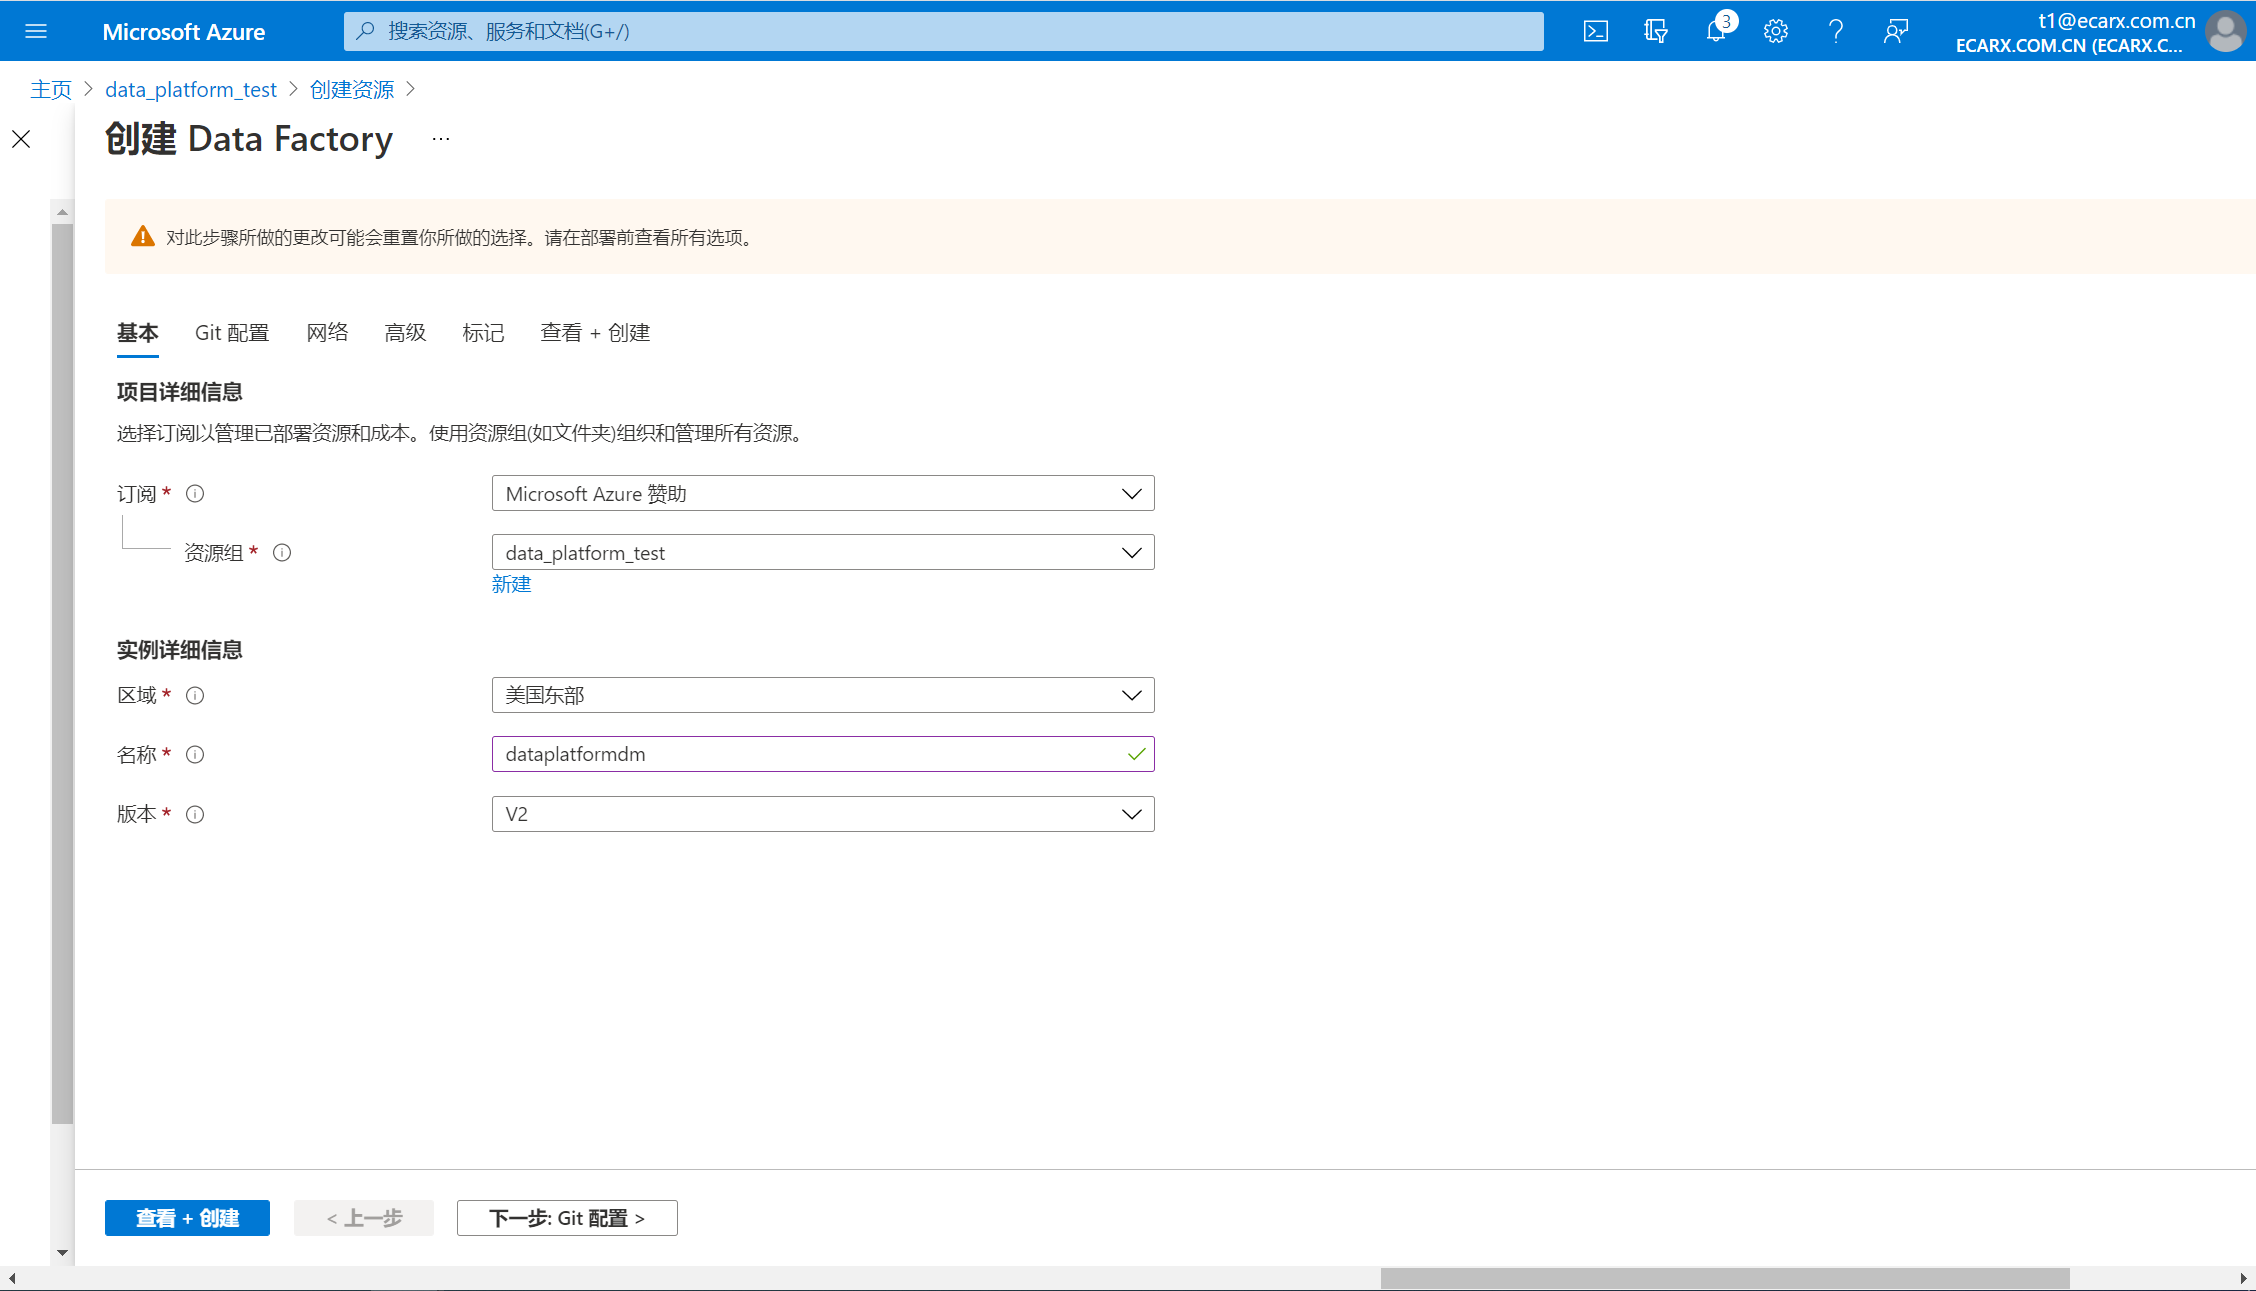 Microsoft Azure
搜索资源、服务和文档(G+/)
3
t1@ecarx.com.cn
ECARX.COM.CN (ECARX.C...
主页 > data_platform_test > 创建资源 >
创建 Data Factory ...
对此步骤所做的更改可能会重置你所做的选择。请在部署前查看所有选项。
基本 Git 配置 网络 高级 标记 查看 + 创建
项目详细信息
选择订阅以管理已部署资源和成本。使用资源组(如文件夹)组织和管理所有资源。
订阅 * Microsoft Azure 赞助
资源组 * data_platform_test
新建
实例详细信息
区域 * 美国东部
名称 * dataplatformdm
版本 * V2
查看 + 创建 < 上一步 下一步: Git 配置 >